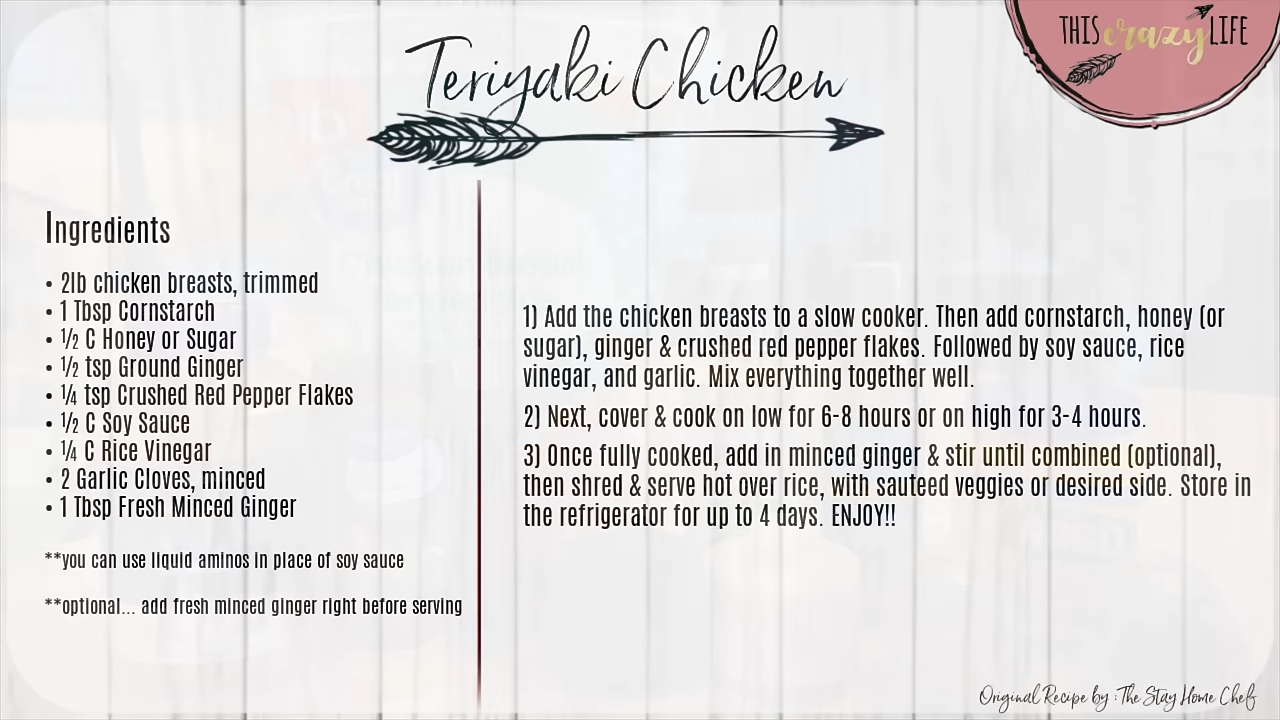 Teriyaki Chicken
THIS crazy LIFE
Ingredients
• 2lb chicken breasts, trimmed
• 1 Tbsp Cornstarch
• ½ C Honey or Sugar
• ½ tsp Ground Ginger
• ¼ tsp Crushed Red Pepper Flakes
• ½ C Soy Sauce
• ¼ C Rice Vinegar
• 2 Garlic Cloves, minced
• 1 Tbsp Fresh Minced Ginger
**you can use liquid aminos in place of soy sauce
**optional... add fresh minced ginger right before serving
1) Add the chicken breasts to a slow cooker. Then add cornstarch, honey (or
sugar), ginger & crushed red pepper flakes. Followed by soy sauce, rice
vinegar, and garlic. Mix everything together well.
2) Next, cover & cook on low for 6-8 hours or on high for 3-4 hours.
3) Once fully cooked, add in minced ginger & stir until combined (optional),
then shred & serve hot over rice, with sauteed veggies or desired side. Store in
the refrigerator for up to 4 days. ENJOY!!
Original Recipe by : The Stay Home Chef